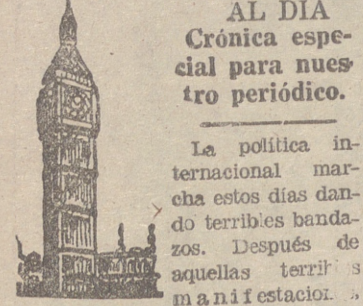 AL DIA
Crónica espe-
cial para nues-
tro periódico.
La política in-
ternacional mar-
cha estos días dan-
do terribles banda-
zos. Después de
aquellas